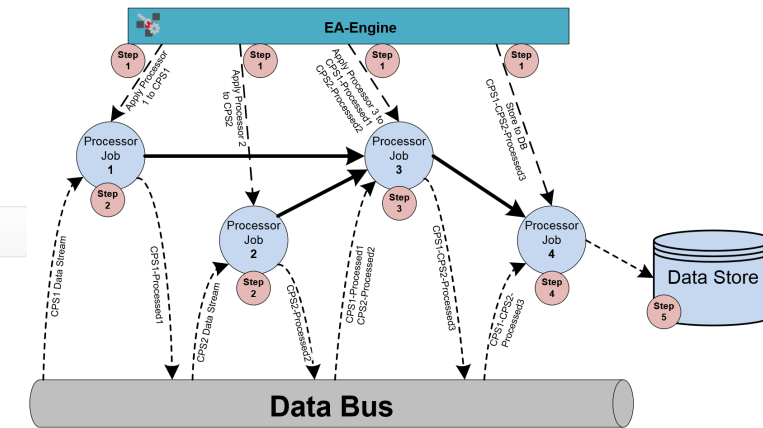 EA-Engine
Step
1
Step
1
Step
1
Step
1
Apply Processor
1 to CPS1
Apply Processor 2
to CPS2
Apply Processor 3 to
CPS1-Processed1
CPS2-Processed2
Store to DB
CPS1-CPS2-Processed3
Processor
Job
1
Step
2
Processor
Job
2
Step
2
Processor
Job
3
Step
3
Processor
Job
4
Step
4
Data Store
Step
5
CPS1 Data Stream
CPS1-Processed1
CPS2 Data Stream
CPS2-Processed2
CPS1-Processed1
CPS2-Processed2
CPS1-CPS2-Processed3
CPS1-CPS2-
Processed3
Data Bus